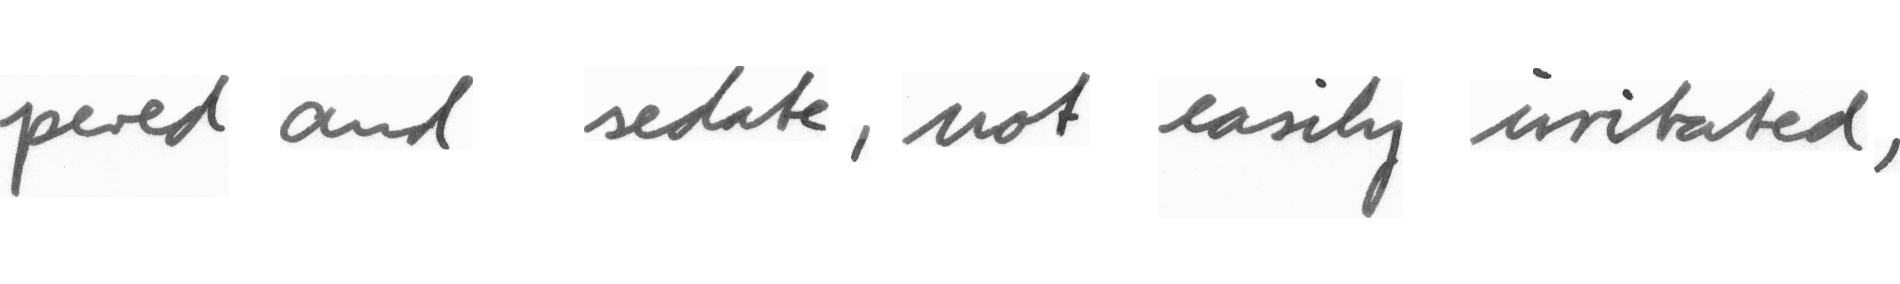 pered and sedate, not easily irritated,